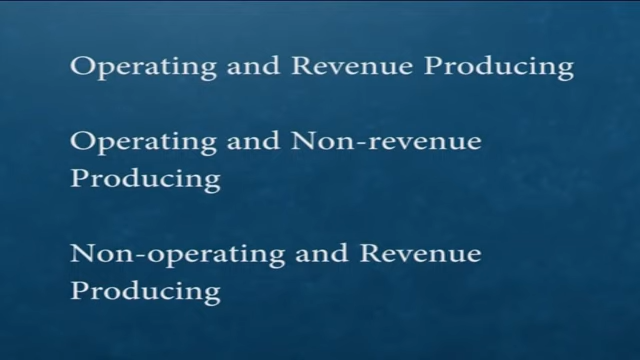 Operating and Revenue Producing
Operating and Non-revenue
Producing
Non-operating and Revenue
Producing